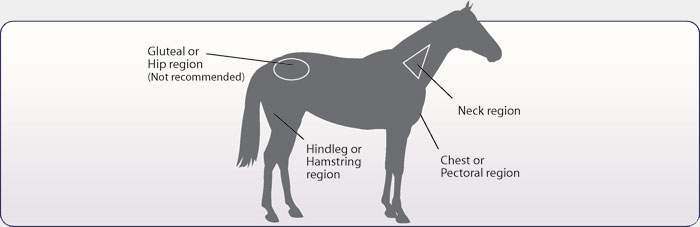 Gluteal or
Hip region
(Not recommended)
Neck region
Hindleg or
Hamstring
region
Chest or
Pectoral region